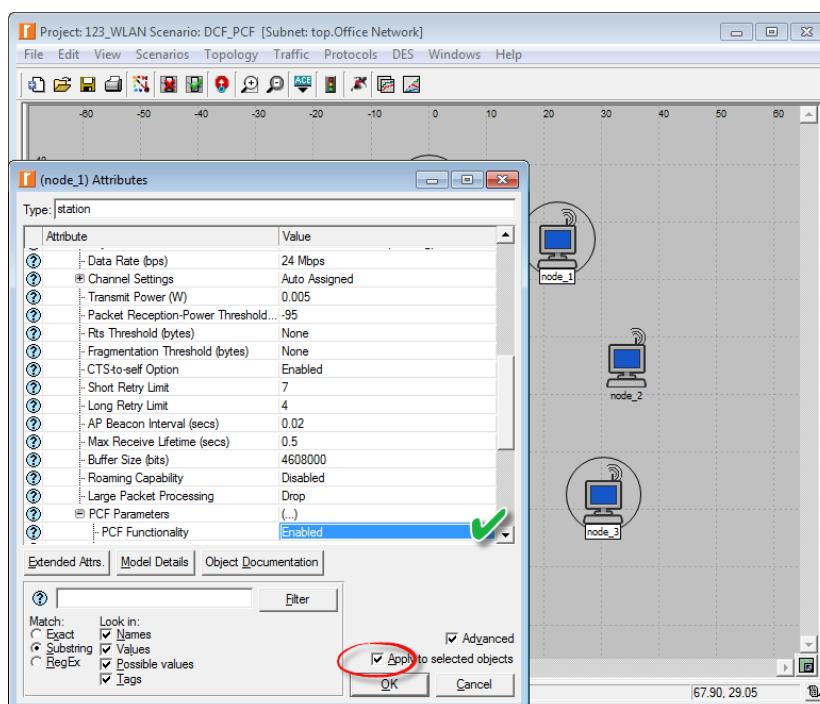 Project: 123_WLAN Scenario: DCF_PCF [Subnet: top.Office Network]
File Edit View Scenarios Topology Traffic Protocols DES Windows Help
ACE
-60 -50 -40 -30 -20 -10 0 10 20 30 40 50 60
(node_1) Attributes
Type: station
Attribute Value
Data Rate (bps) 24 Mbps
Channel Settings Auto Assigned
Transmit Power (W) 0.005
Packet Reception-Power Threshold... -95
Rts Threshold (bytes) None
Fragmentation Threshold (bytes) None
CTS-to-self Option Enabled
Short Retry Limit 7
Long Retry Limit 4
AP Beacon Interval (secs) 0.02
Max Receive Lifetime (secs) 0.5
Buffer Size (bits) 4608000
Roaming Capability Disabled
Large Packet Processing Drop
PCF Parameters (...)
PCF Functionality Enabled
Extended Attrs. Model Details Object Documentation
Filter
Match: Look in:
Exact Names
Substring Values
RegEx Possible values
Tags
Advanced
Apply to selected objects
OK Cancel
node_1
node_2
node_3
67.90, 29.05